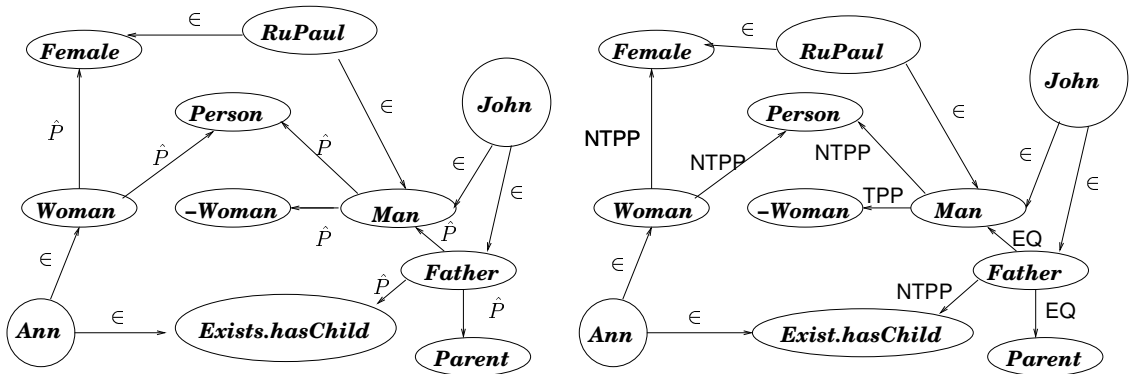 ∈
RuPaul
Female
∈
John
Person
P̂
P̂
P̂
∈
∈
Woman
-Woman
Man
P̂
P̂
∈
Father
P̂
P̂
Ann
∈
Exists.hasChild
Parent
∈
RuPaul
Female
∈
John
Person
NTPP
NTPP
NTPP
∈
∈
Woman
-Woman
TPP
Man
EQ
∈
Father
NTPP
EQ
Ann
∈
Exist.hasChild
Parent